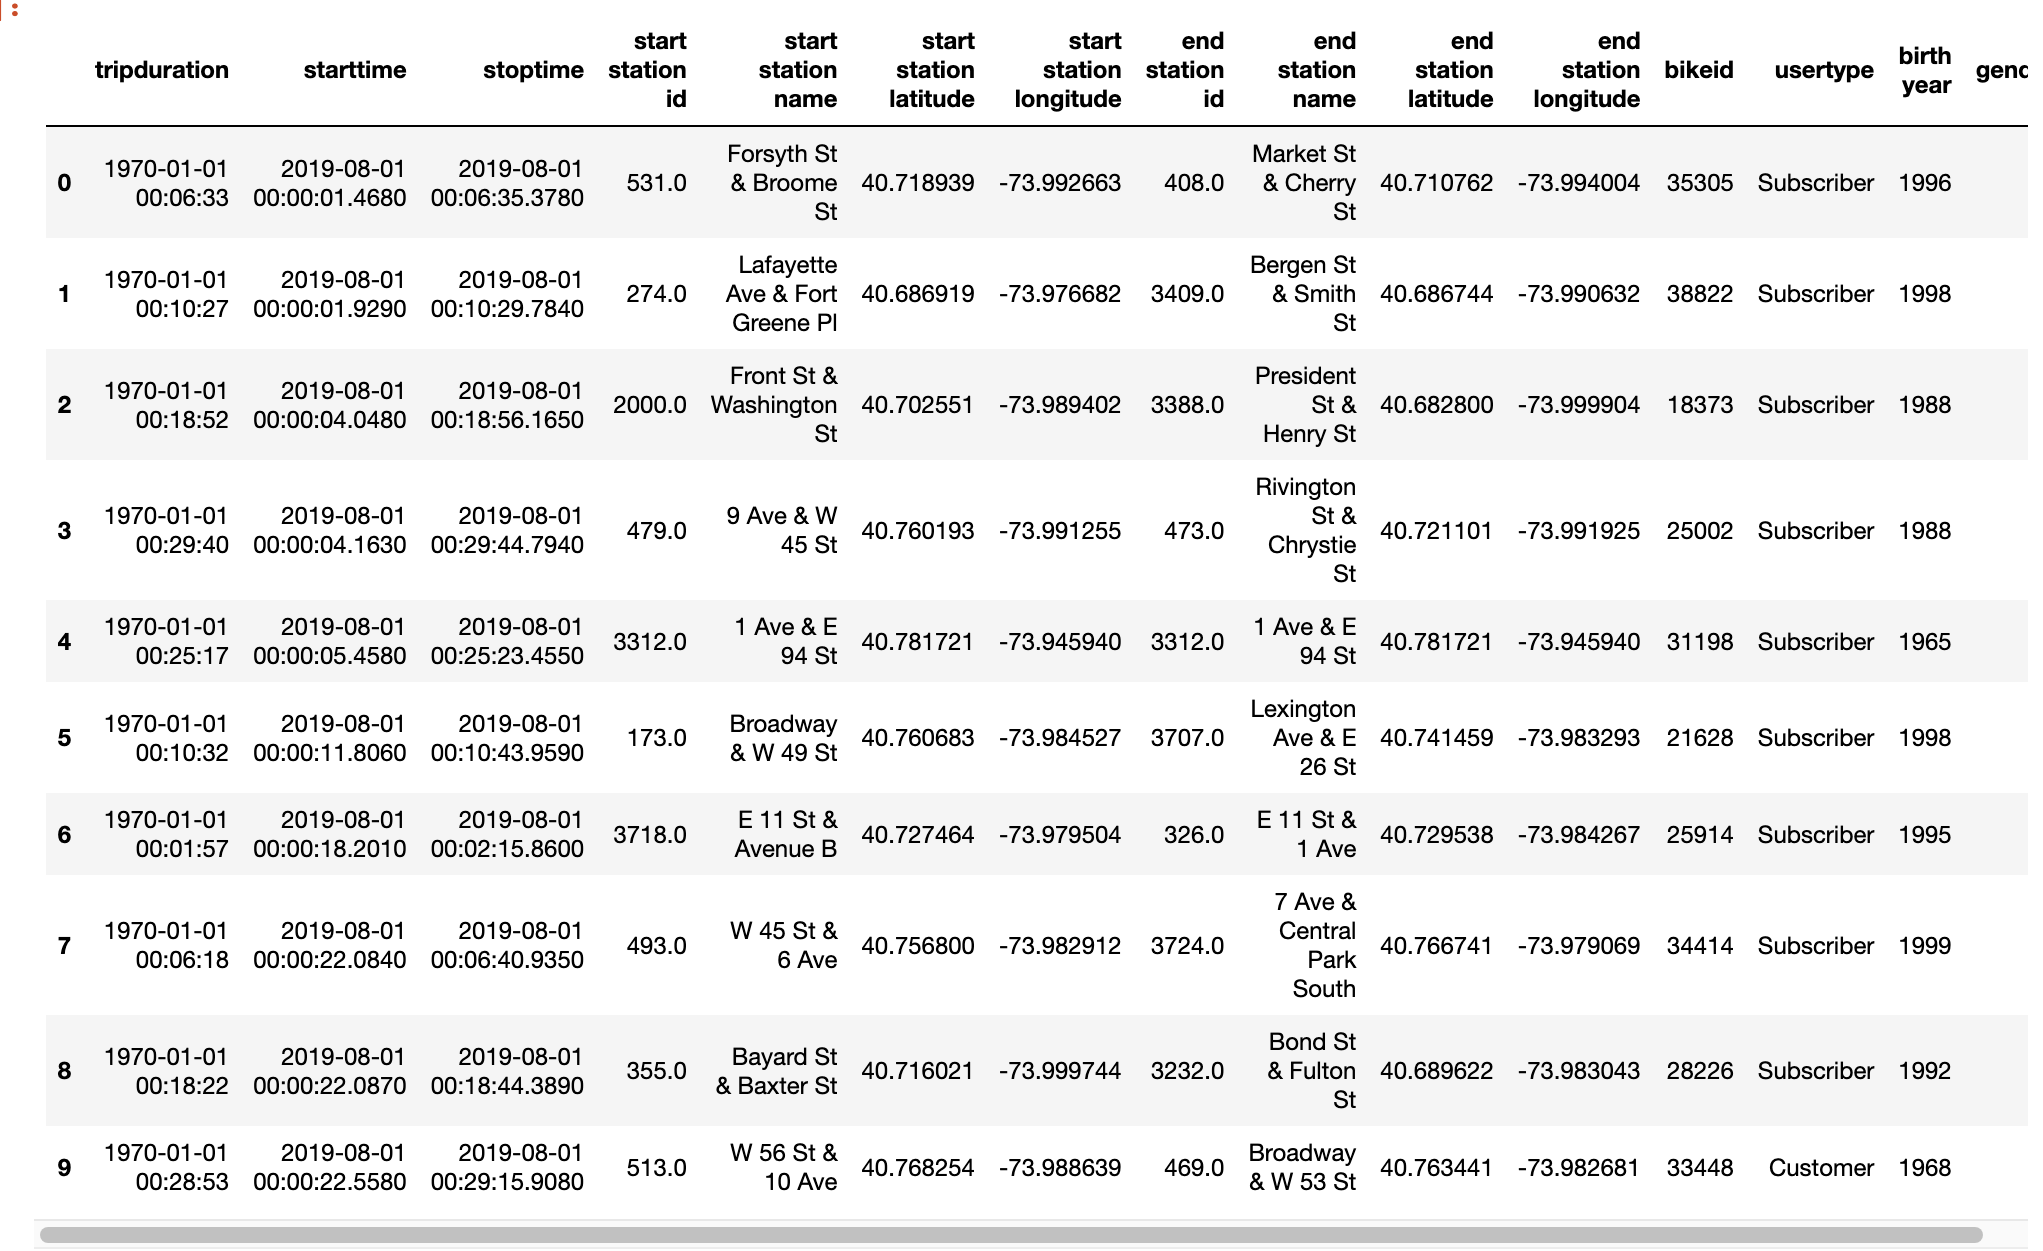 :
tripduration starttime stoptime start station id start station name start station latitude start station longitude end station id end station name end station latitude end station longitude bikeid usertype birth year gend
0 1970-01-01 00:06:33 2019-08-01 00:00:01.4680 2019-08-01 00:06:35.3780 531.0 Forsyth St & Broome St 40.718939 -73.992663 408.0 Market St & Cherry St 40.710762 -73.994004 35305 Subscriber 1996
1 1970-01-01 00:10:27 2019-08-01 00:00:01.9290 2019-08-01 00:10:29.7840 274.0 Lafayette Ave & Fort Greene Pl 40.686919 -73.976682 3409.0 Bergen St & Smith St 40.686744 -73.990632 38822 Subscriber 1998
2 1970-01-01 00:18:52 2019-08-01 00:00:04.0480 2019-08-01 00:18:56.1650 2000.0 Front St & Washington St 40.702551 -73.989402 3388.0 President St & Henry St 40.682800 -73.999904 18373 Subscriber 1988
3 1970-01-01 00:29:40 2019-08-01 00:00:04.1630 2019-08-01 00:29:44.7940 479.0 9 Ave & W 45 St 40.760193 -73.991255 473.0 Rivington St & Chrystie St 40.721101 -73.991925 25002 Subscriber 1988
4 1970-01-01 00:25:17 2019-08-01 00:00:05.4580 2019-08-01 00:25:23.4550 3312.0 1 Ave & E 94 St 40.781721 -73.945940 3312.0 1 Ave & E 94 St 40.781721 -73.945940 31198 Subscriber 1965
5 1970-01-01 00:10:32 2019-08-01 00:00:11.8060 2019-08-01 00:10:43.9590 173.0 Broadway & W 49 St 40.760683 -73.984527 3707.0 Lexington Ave & E 26 St 40.741459 -73.983293 21628 Subscriber 1998
6 1970-01-01 00:01:57 2019-08-01 00:00:18.2010 2019-08-01 00:02:15.8600 3718.0 E 11 St & Avenue B 40.727464 -73.979504 326.0 E 11 St & 1 Ave 40.729538 -73.984267 25914 Subscriber 1995
7 1970-01-01 00:06:18 2019-08-01 00:00:22.0840 2019-08-01 00:06:40.9350 493.0 W 45 St & 6 Ave 40.756800 -73.982912 3724.0 7 Ave & Central Park South 40.766741 -73.979069 34414 Subscriber 1999
8 1970-01-01 00:18:22 2019-08-01 00:00:22.0870 2019-08-01 00:18:44.3890 355.0 Bayard St & Baxter St 40.716021 -73.999744 3232.0 Bond St & Fulton St 40.689622 -73.983043 28226 Subscriber 1992
9 1970-01-01 00:28:53 2019-08-01 00:00:22.5580 2019-08-01 00:29:15.9080 513.0 W 56 St & 10 Ave 40.768254 -73.988639 469.0 Broadway & W 53 St 40.763441 -73.982681 33448 Customer 1968